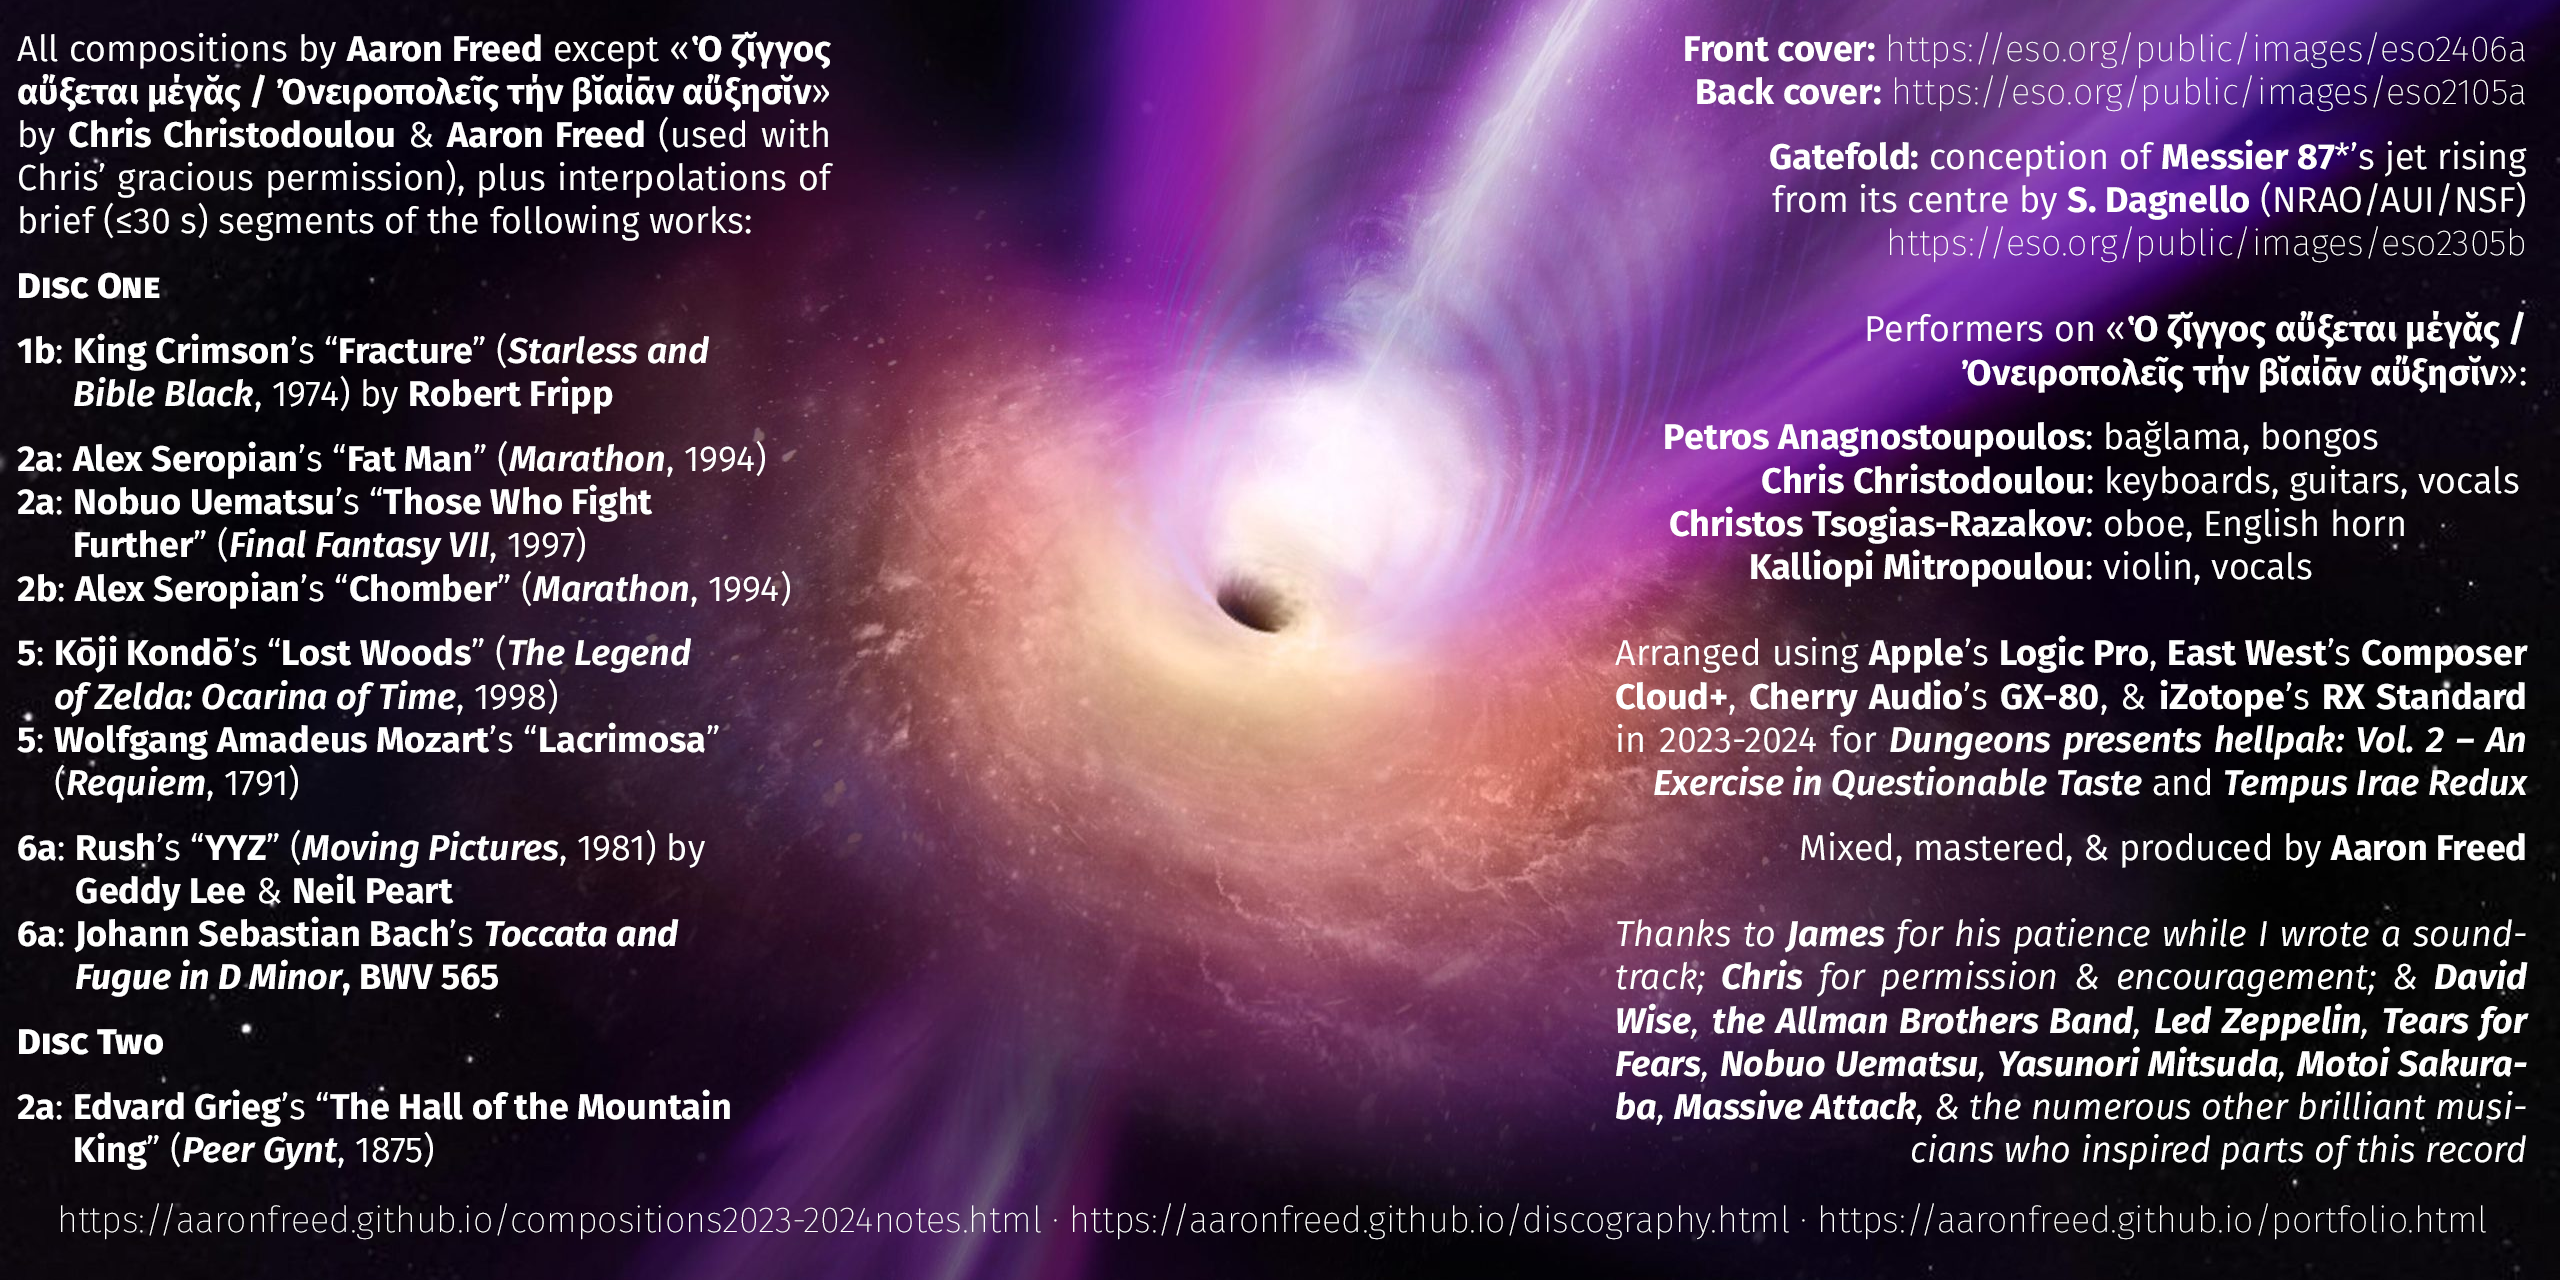 All compositions by Aaron Freed except «Ὁ ζῐ̃γγος
αὔξεται μέγᾰς / Ὀνειροπολεῖς τήν βῐαίᾱν αὔξησῐν»
by Chris Christodoulou & Aaron Freed (used with
Chris’ gracious permission), plus interpolations of
brief (≤30 s) segments of the following works:
Disc One
1b: King Crimson’s “Fracture” (Starless and
Bible Black, 1974) by Robert Fripp
2a: Alex Seropian’s “Fat Man” (Marathon, 1994)
2a: Nobuo Uematsu’s “Those Who Fight
Further” (Final Fantasy VII, 1997)
2b: Alex Seropian’s “Chomber” (Marathon, 1994)
5: Kōji Kondō’s “Lost Woods” (The Legend
of Zelda: Ocarina of Time, 1998)
5: Wolfgang Amadeus Mozart’s “Lacrimosa”
(Requiem, 1791)
6a: Rush’s “YYZ” (Moving Pictures, 1981) by
Geddy Lee & Neil Peart
6a: Johann Sebastian Bach’s Toccata and
Fugue in D Minor, BWV 565
Disc Two
2a: Edvard Grieg’s “The Hall of the Mountain
King” (Peer Gynt, 1875)
Front cover: https://eso.org/public/images/eso2406a
Back cover: https://eso.org/public/images/eso2105a
Gatefold: conception of Messier 87*’s jet rising
from its centre by S. Dagnello (NRAO/AUI/NSF)
https://eso.org/public/images/eso2305b
Performers on «Ὁ ζῐ̃γγος αὔξεται μέγᾰς /
Ὀνειροπολεῖς τήν βῐαίᾱν αὔξησῐν»:
Petros Anagnostoupoulos: bağlama, bongos
Chris Christodoulou: keyboards, guitars, vocals
Christos Tsogias-Razakov: oboe, English horn
Kalliopi Mitropoulou: violin, vocals
Arranged using Apple’s Logic Pro, East West’s Composer
Cloud+, Cherry Audio’s GX-80, & iZotope’s RX Standard
in 2023-2024 for Dungeons presents hellpak: Vol. 2 – An
Exercise in Questionable Taste and Tempus Irae Redux
Mixed, mastered, & produced by Aaron Freed
Thanks to James for his patience while I wrote a sound-
track; Chris for permission & encouragement; & David
Wise, the Allman Brothers Band, Led Zeppelin, Tears for
Fears, Nobuo Uematsu, Yasunori Mitsuda, Motoi Sakura-
ba, Massive Attack, & the numerous other brilliant musi-
cians who inspired parts of this record
https://aaronfreed.github.io/compositions2023-2024notes.html · https://aaronfreed.github.io/discography.html · https://aaronfreed.github.io/portfolio.html